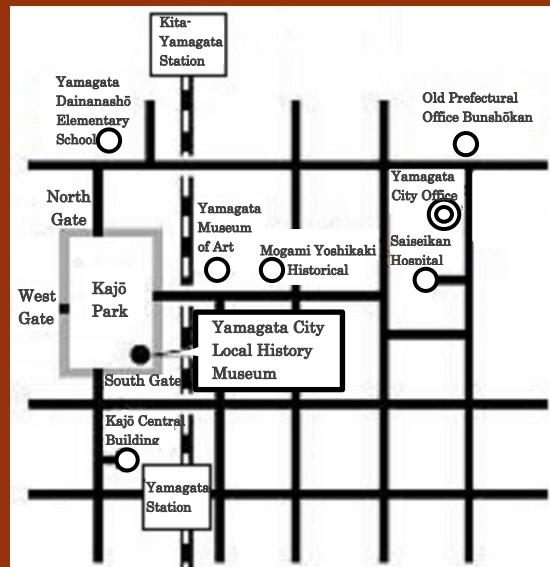 Kita-
Yamagata
Station
Yamagata
Dainanashō
Elementary
School
Old Prefectural
Office Bunshōkan
North
Gate
Yamagata
City Office
Yamagata
Museum
of Art
Mogami Yoshikaki
Historical
Saiseikan
Hospital
West
Gate
Kajō
Park
Yamagata City
Local History
Museum
South Gate
Kajō Central
Building
Yamagata
Station